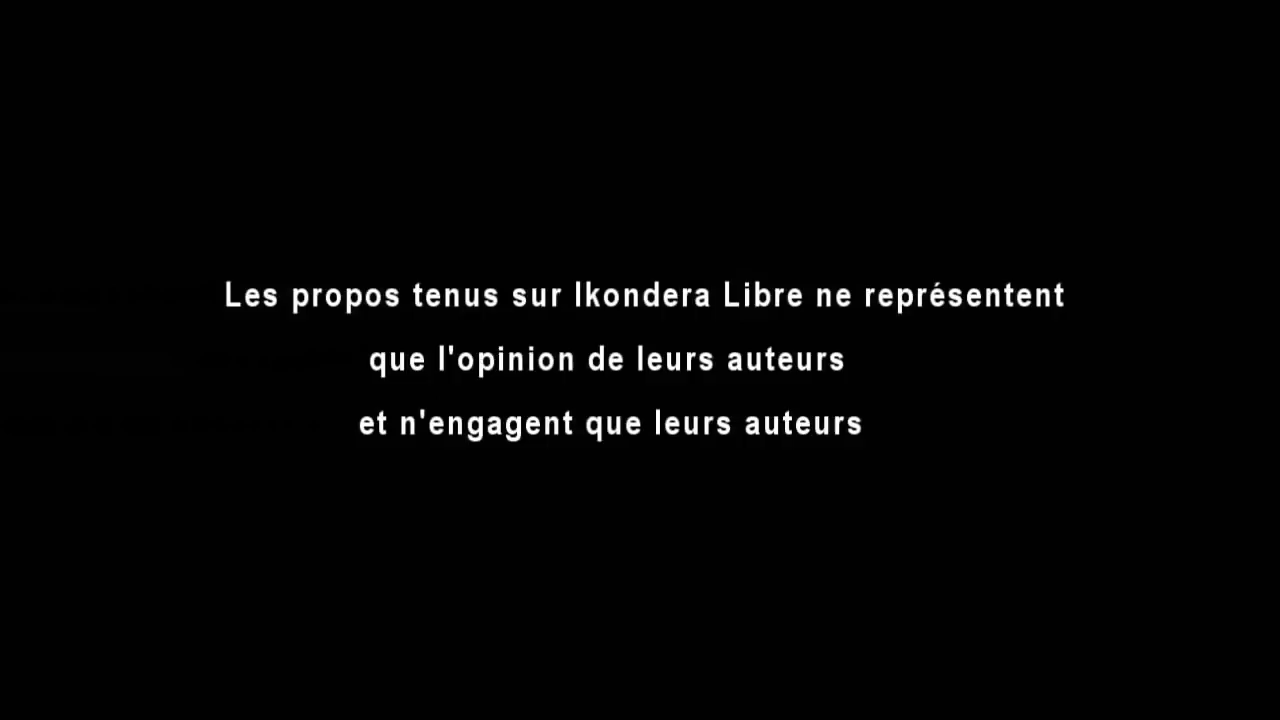 Les propos tenus sur Ikondera Libre ne représentent
que l'opinion de leurs auteurs
et n'engagent que leurs auteurs